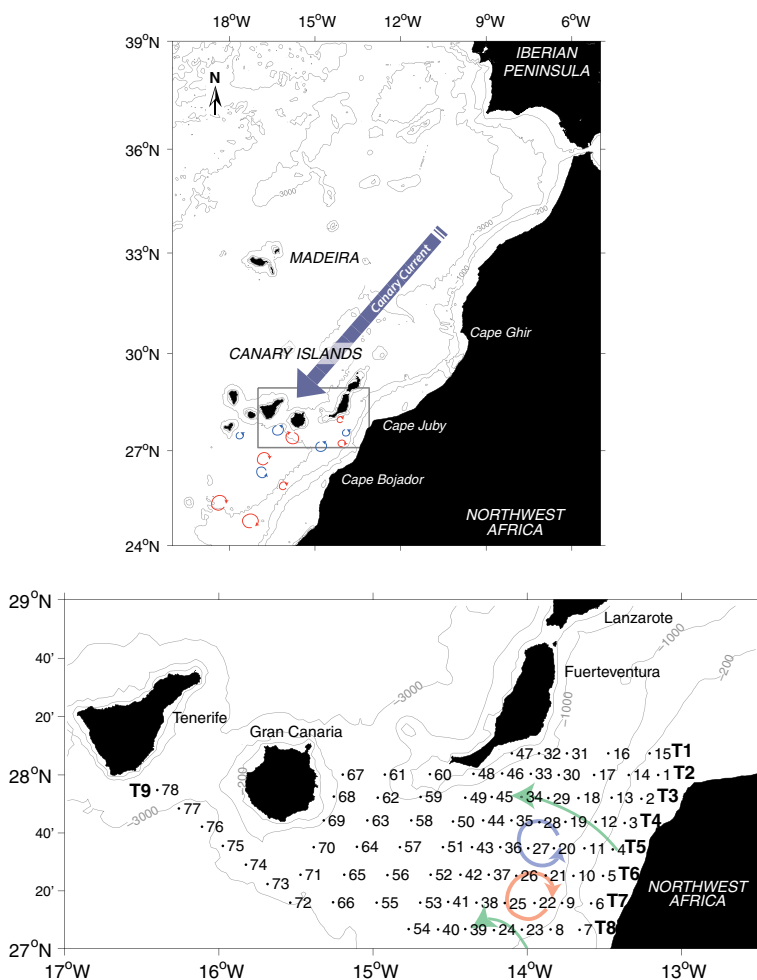 18°W 15°W 12°W 9°W 6°W
39°N
IBERIAN
PENINSULA
N
36°N
3000
3000
200
33°N
MADEIRA
Canary Current
1000
30°N
Cape Ghir
CANARY ISLANDS
27°N
Cape Juby
Cape Bojador
NORTHWEST
AFRICA
24°N
29°N
Lanzarote
-1000
-200
40'
Fuerteventura
-3000
-1000
20'
Tenerife
Gran Canaria
47 32 31 16 15 T1
28°N
-200
67 61 60 48 46 33 30 17 14 1 T2
T9 78
68 62 59 49 45 34 29 18 13 2 T3
77
-3000
76
69 63 58 50 44 35 28 19 12 3 T4
40'
75
70 64 57 51 43 36 27 20 11 4 T5
74
71 65 56 52 42 37 26 21 10 5 T6
20'
73
NORTHWEST
AFRICA
72 66 55 53 41 38 25 22 9 6 T7
54 40 39 24 23 8 7 T8
27°N
17°W 16°W 15°W 14°W 13°W